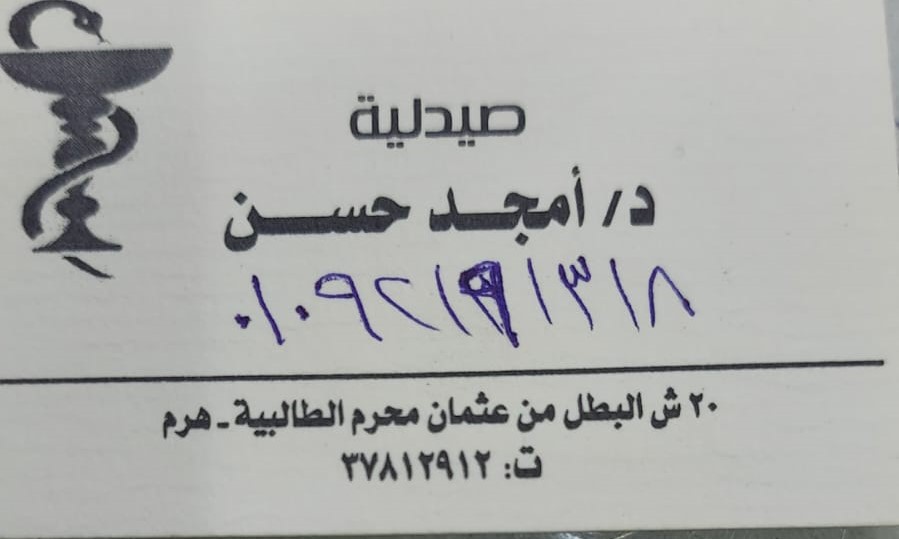 صيدلية
د/ أمجد حسن
٠١٠٩٢١٩١٣١٨
٢٠ ش البطل من عثمان محرم الطالبية - هرم
ت: ٣٧٨١٢٩١٢